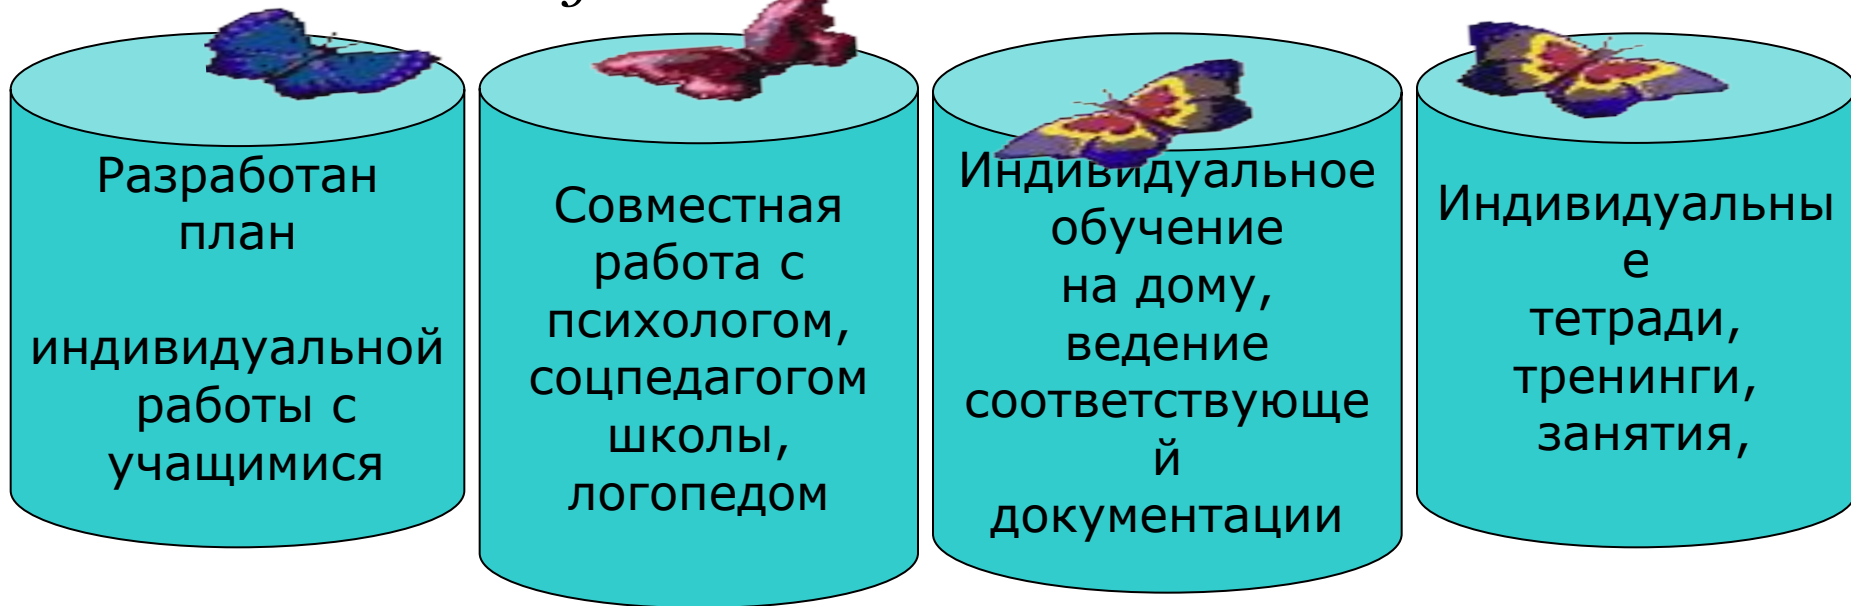 Разработан
план
индивидуальной
работы с
учащимися
Совместная
работа с
психологом,
соцпедагогом
школы,
логопедом
Индивидуальное
обучение
на дому,
ведение
соответствующе
й
документации
Индивидуальны
е
тетради,
тренинги,
занятия,